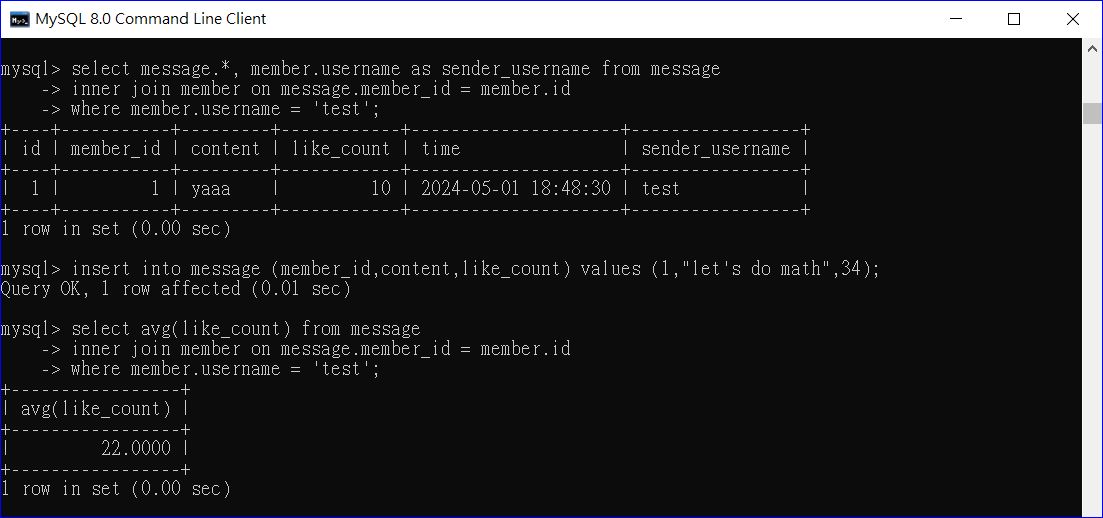 MySQL 8.0 Command Line Client
mysql> select message.*, member.username as sender_username from message
    -> inner join member on message.member_id = member.id
    -> where member.username = 'test';
+----+-----------+---------+------------+---------------------+-----------------+
| id | member_id | content | like_count | time                | sender_username |
+----+-----------+---------+------------+---------------------+-----------------+
|  1 |         1 | yaaa    |         10 | 2024-05-01 18:48:30 | test            |
+----+-----------+---------+------------+---------------------+-----------------+
1 row in set (0.00 sec)
mysql> insert into message (member_id,content,like_count) values (1,"let's do math",34);
Query OK, 1 row affected (0.01 sec)
mysql> select avg(like_count) from message
    -> inner join member on message.member_id = member.id
    -> where member.username = 'test';
+-----------------+
| avg(like_count) |
+-----------------+
|         22.0000 |
+-----------------+
1 row in set (0.00 sec)